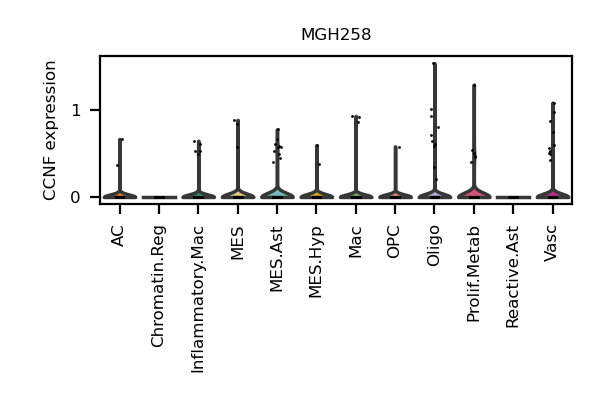 MGH258
CCNF expression
1
0
AC
Chromatin.Reg
Inflammatory.Mac
MES
MES.Ast
MES.Hyp
Mac
OPC
Oligo
Prolif.Metab
Reactive.Ast
Vasc